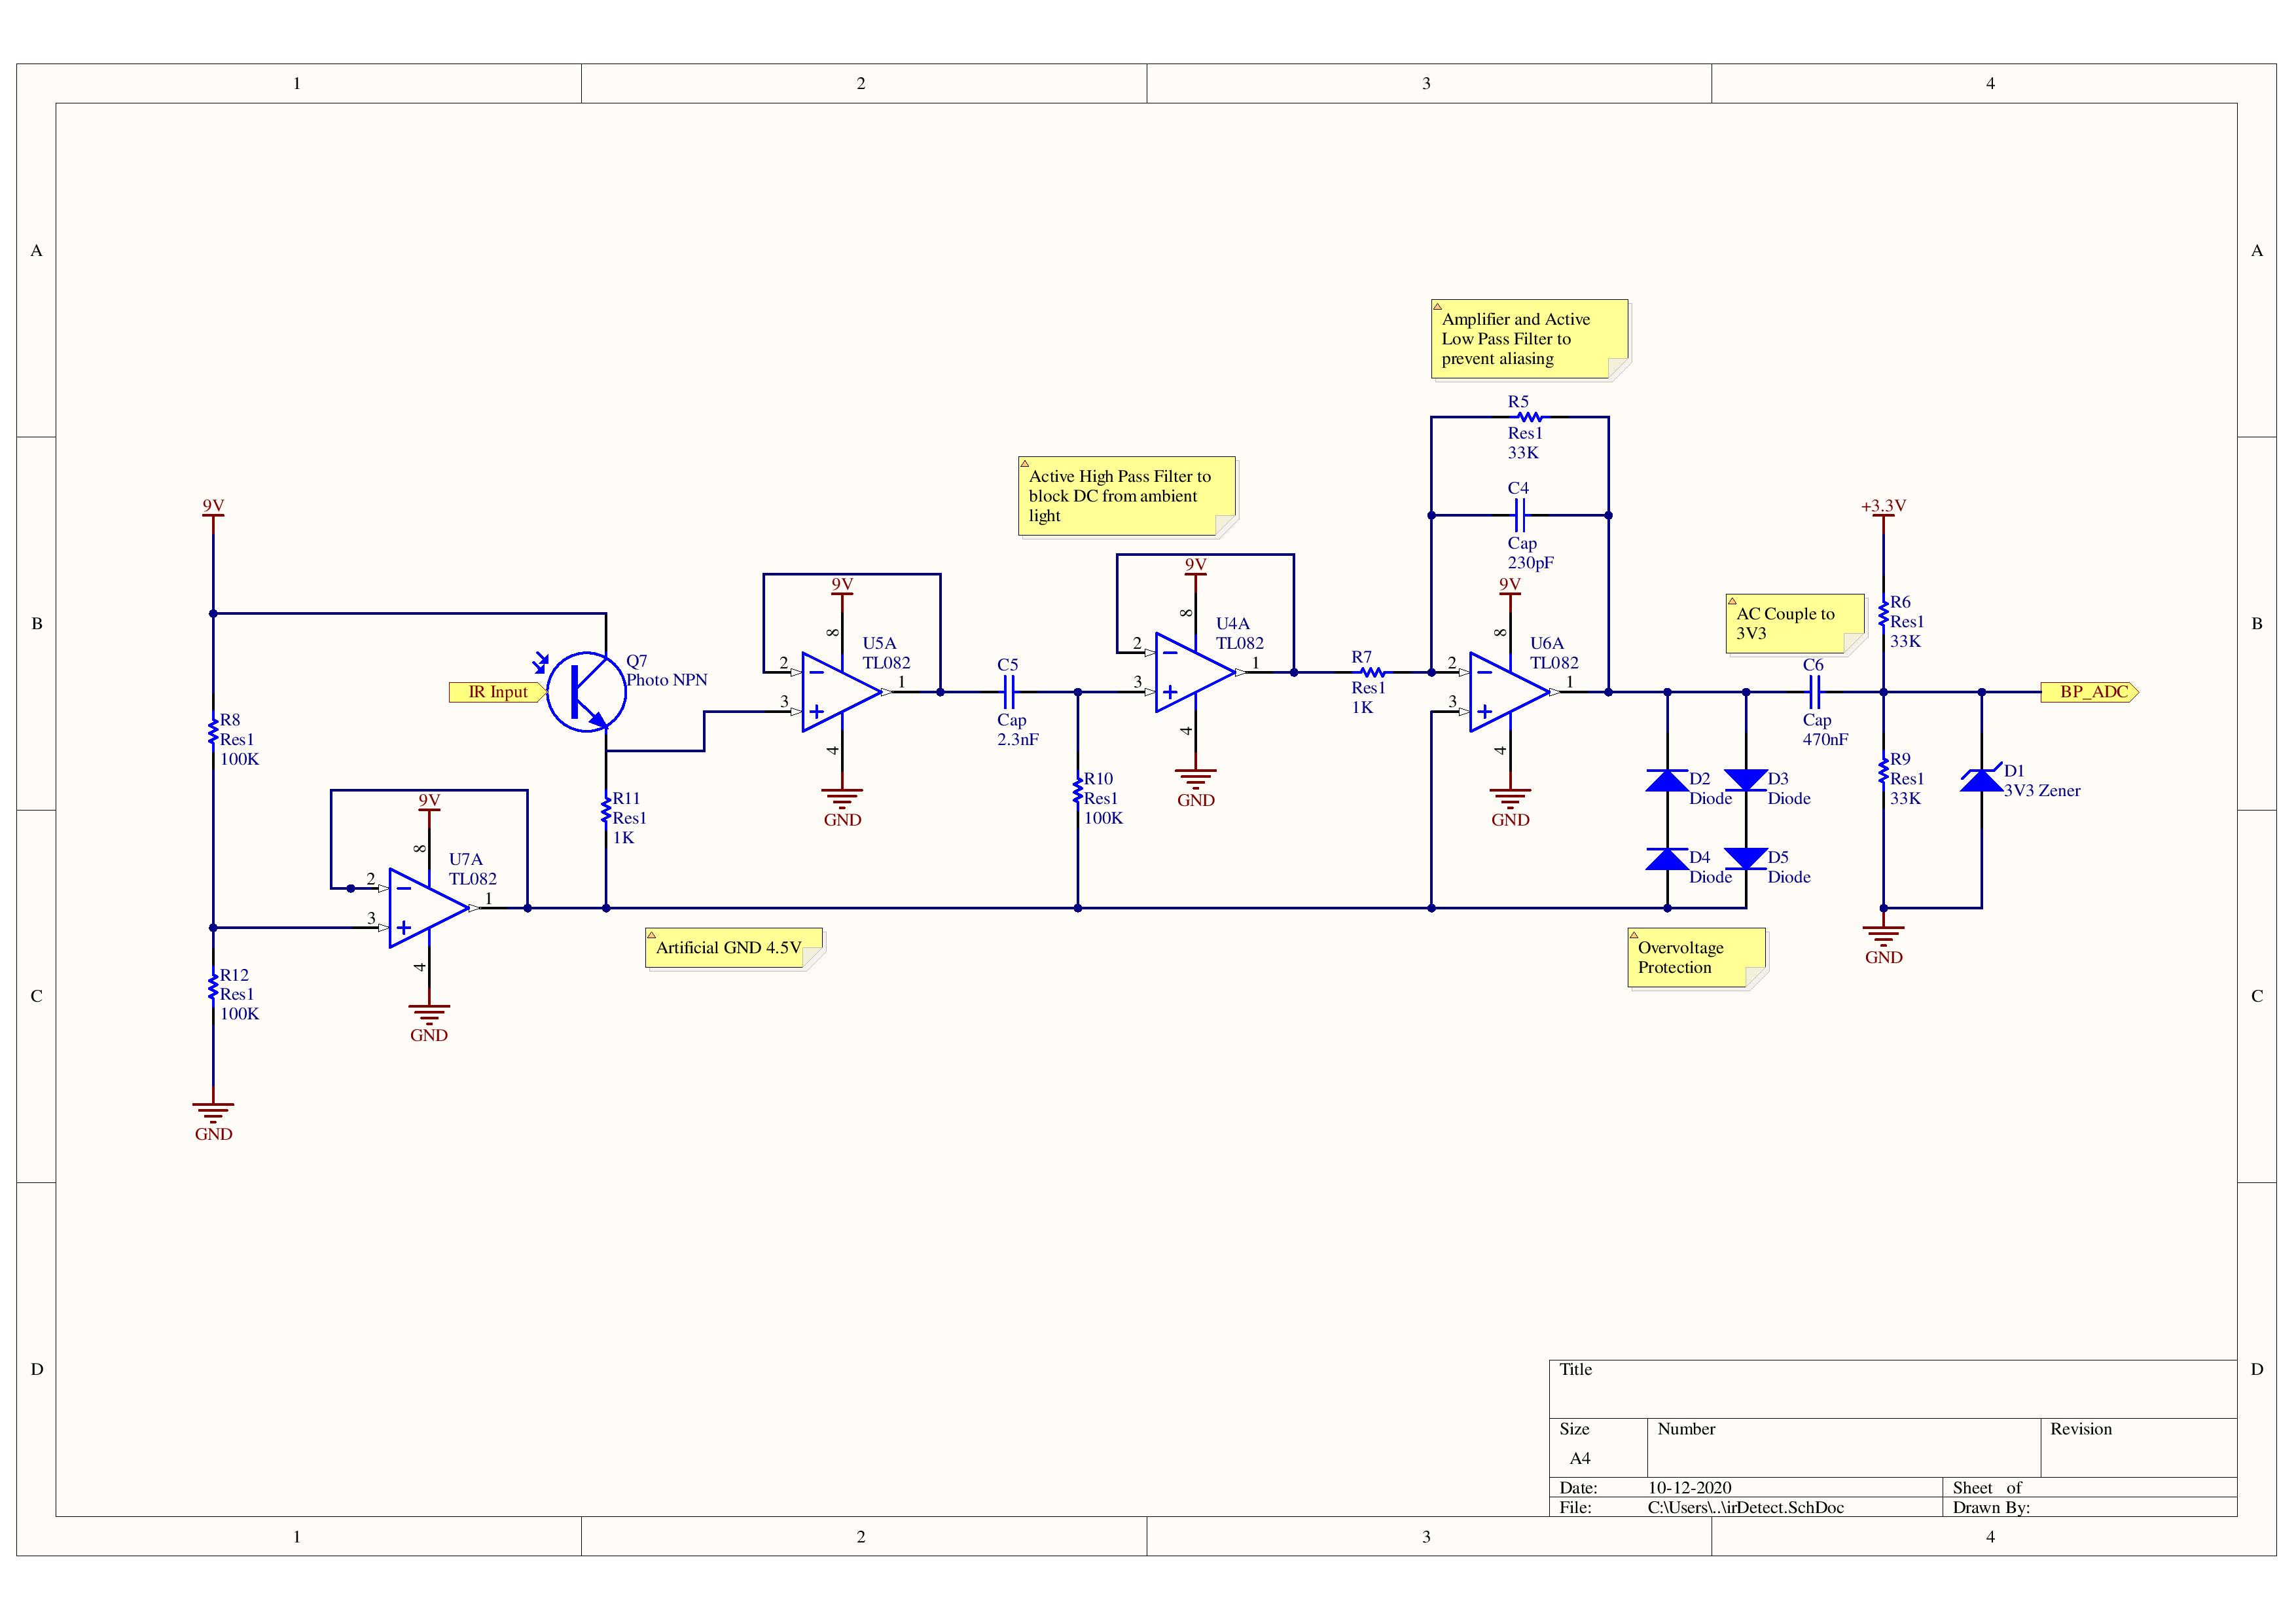 1
2
3
4
A
A
Amplifier and Active
Low Pass Filter to
prevent aliasing
R5
Res1
33K
Active High Pass Filter to
block DC from ambient
light
C4
Cap
230pF
9V
+3.3V
B
B
9V
8
U5A
TL082
2
3
1
4
GND
9V
8
U4A
TL082
2
3
1
4
GND
9V
8
U6A
TL082
2
3
1
4
GND
AC Couple to
3V3
R6
Res1
33K
IR Input
Q7
Photo NPN
C5
Cap
2.3nF
R7
Res1
1K
C6
Cap
470nF
BP_ADC
R8
Res1
100K
R11
Res1
1K
R10
Res1
100K
D2
Diode
D3
Diode
R9
Res1
33K
D1
3V3 Zener
9V
8
U7A
TL082
2
3
1
4
GND
D4
Diode
D5
Diode
Artificial GND 4.5V
Overvoltage
Protection
GND
C
C
R12
Res1
100K
GND
D
D
Title
Size
A4
Number
Revision
Date:
10-12-2020
Sheet of
File:
C:\Users\..\irDetect.SchDoc
Drawn By:
1
2
3
4